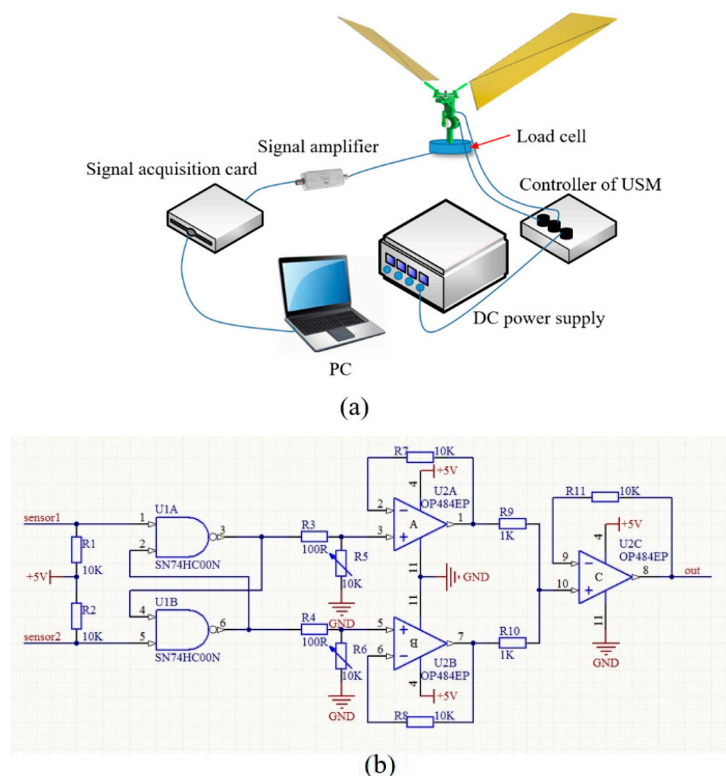 Signal amplifier
Load cell
Signal acquisition card
Controller of USM
DC power supply
PC
(a)
sensor1
+5V
sensor2
R1
10K
R2
10K
U1A
1
2
3
SN74HC00N
U1B
4
5
6
SN74HC00N
R3
100R
R5
10K
GND
R4
100R
R6
10K
GND
R7
10K
4
+5V
U2A
OP484EP
2
3
A
1
11
GND
11
5
6
B
7
U2B
OP484EP
4
+5V
R8
10K
R9
1K
R10
1K
R11
10K
4
+5V
U2C
OP484EP
9
10
C
8
out
11
GND
(b)